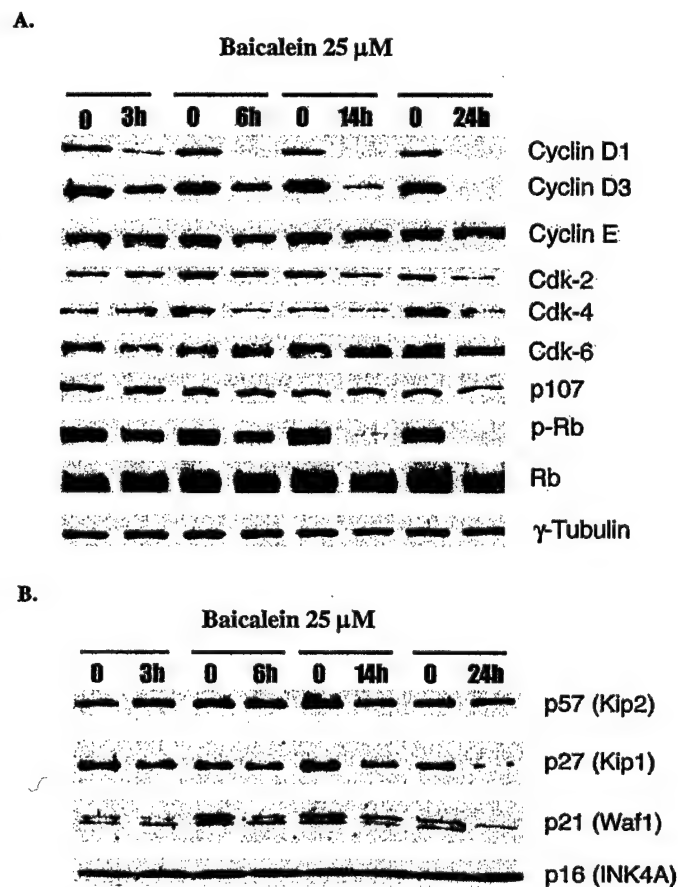 A.
Baicalein 25 μM
0 3h 0 6h 0 14h 0 24h
Cyclin D1
Cyclin D3
Cyclin E
Cdk-2
Cdk-4
Cdk-6
p107
p-Rb
Rb
γ-Tubulin
B.
Baicalein 25 μM
0 3h 0 6h 0 14h 0 24h
p57 (Kip2)
p27 (Kip1)
p21 (Waf1)
p16 (INK4A)